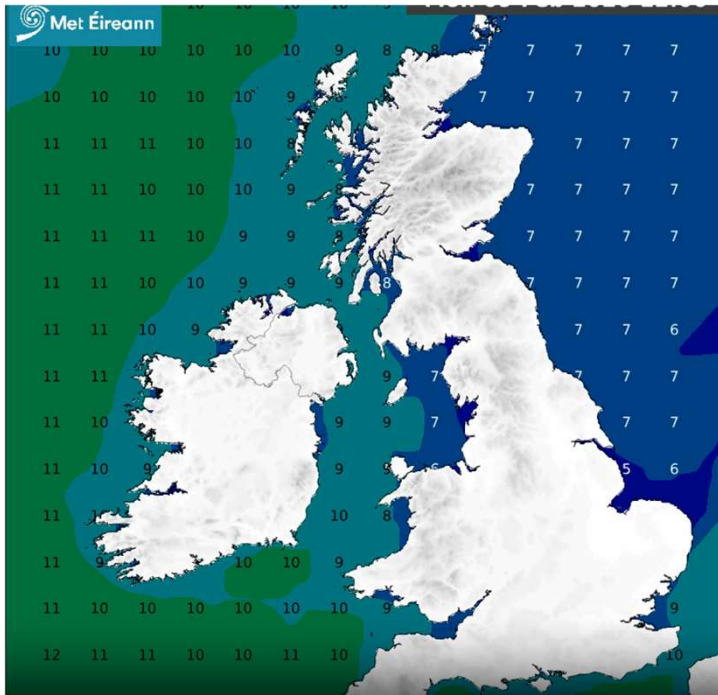 Met Éireann
10 10 10 10 10 10 9 8 8 7 7 7 7 7
10 10 10 10 10 9 7 7 7 7 7
11 11 11 10 10 8 7 7 7
11 11 10 10 10 9 7 7 7 7
11 11 11 10 9 9 7 7 7 7
11 11 10 10 9 9 9 8 7 7 7 7
11 11 10 9 7 7 6
11 11 9 7 7 7 7
11 10 9 9 7 7 7
11 10 9 9 9 6 5 6
11 10 8
11 9 10 10 9
11 10 10 10 10 10 10 9 9
12 11 11 10 10 11 10 10